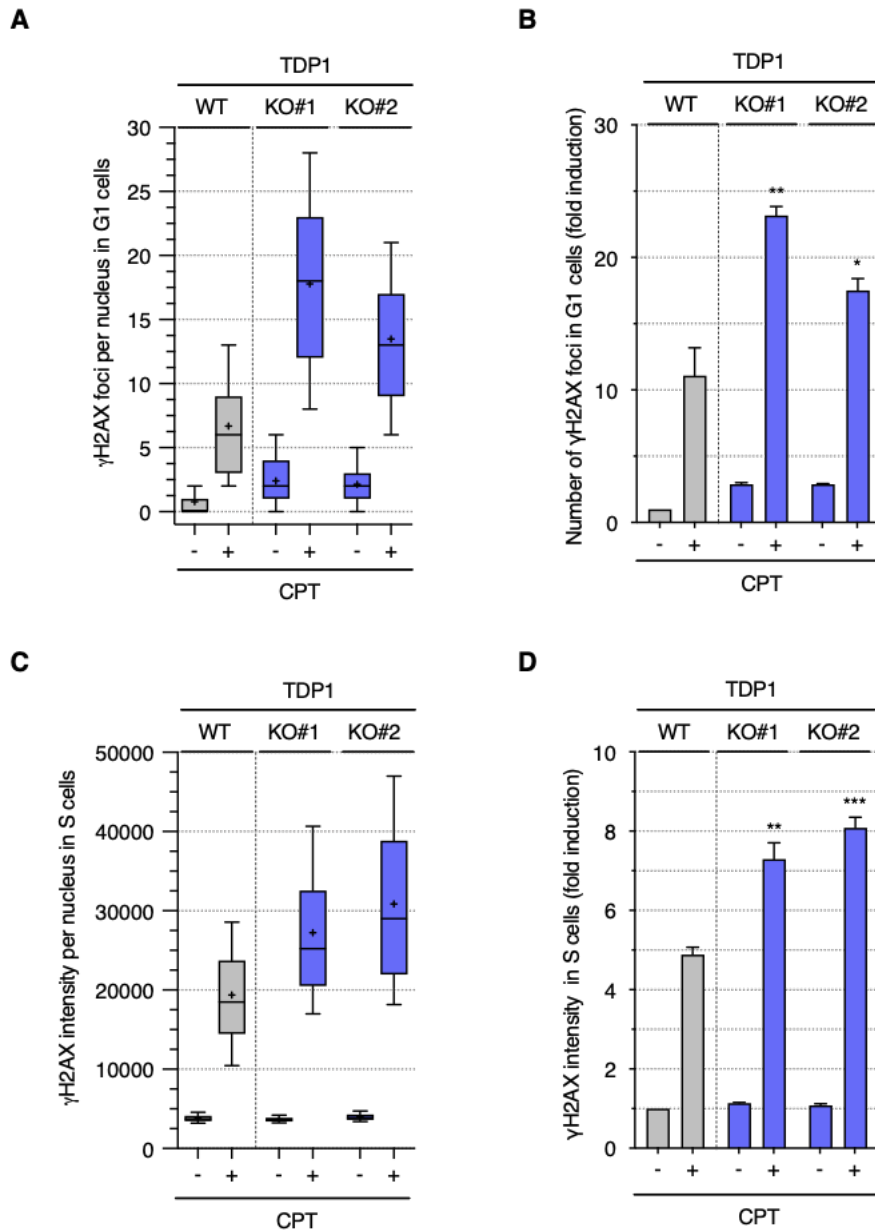 A
TDP1
WT KO#1 KO#2
γH2AX foci per nucleus in G1 cells
30
25
20
15
10
5
0
- + - + - +
CPT
B
TDP1
WT KO#1 KO#2
Number of γH2AX foci in G1 cells (fold induction)
30
20
10
0
** *
- + - + - +
CPT
C
TDP1
WT KO#1 KO#2
γH2AX intensity per nucleus in S cells
50000
40000
30000
20000
10000
0
- + - + - +
CPT
D
TDP1
WT KO#1 KO#2
γH2AX intensity in S cells (fold induction)
10
8
6
4
2
0
** ***
- + - + - +
CPT